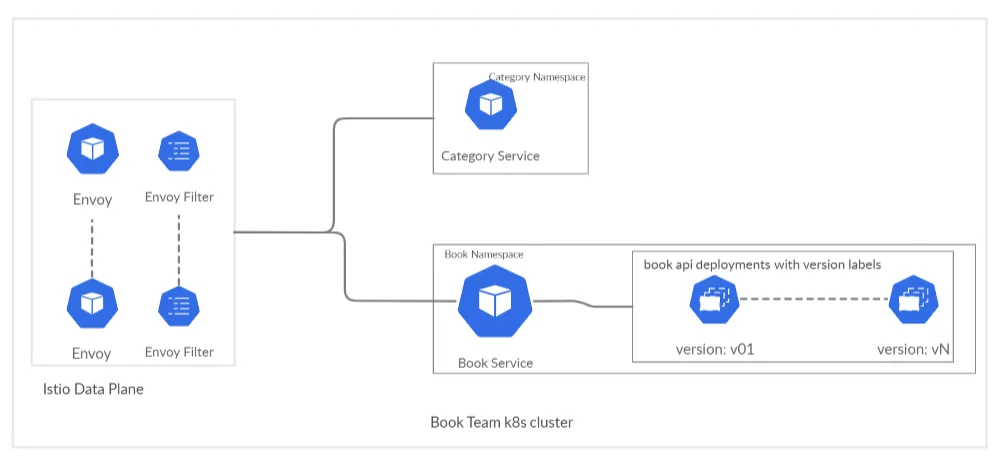 Category Namespace
Category Service
Envoy
Envoy Filter
Envoy
Envoy Filter
Istio Data Plane
Book Namespace
Book Service
book api deployments with version labels
version: v01
version: vN
Book Team k8s cluster